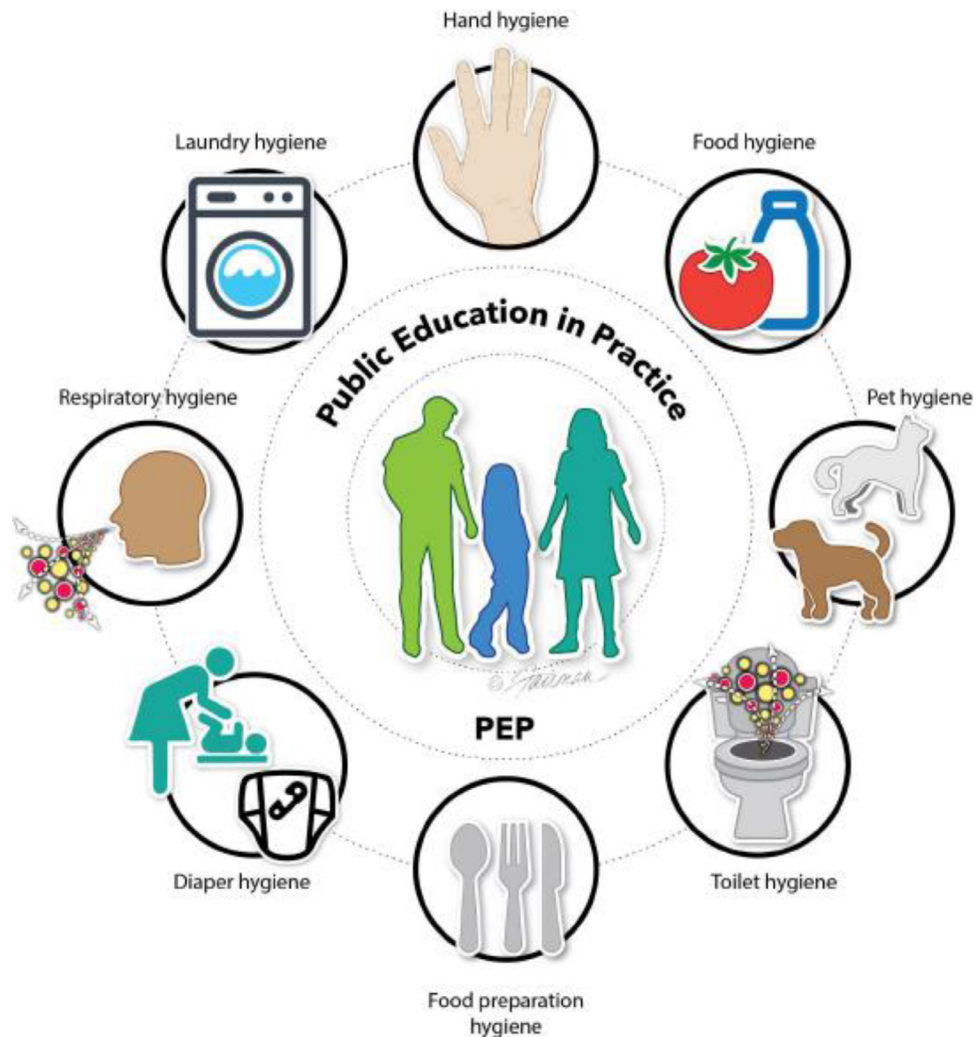 Hand hygiene
Laundry hygiene
Food hygiene
Public Education in Practice
Respiratory hygiene
Pet hygiene
PEP
Diaper hygiene
Toilet hygiene
Food preparation
hygiene